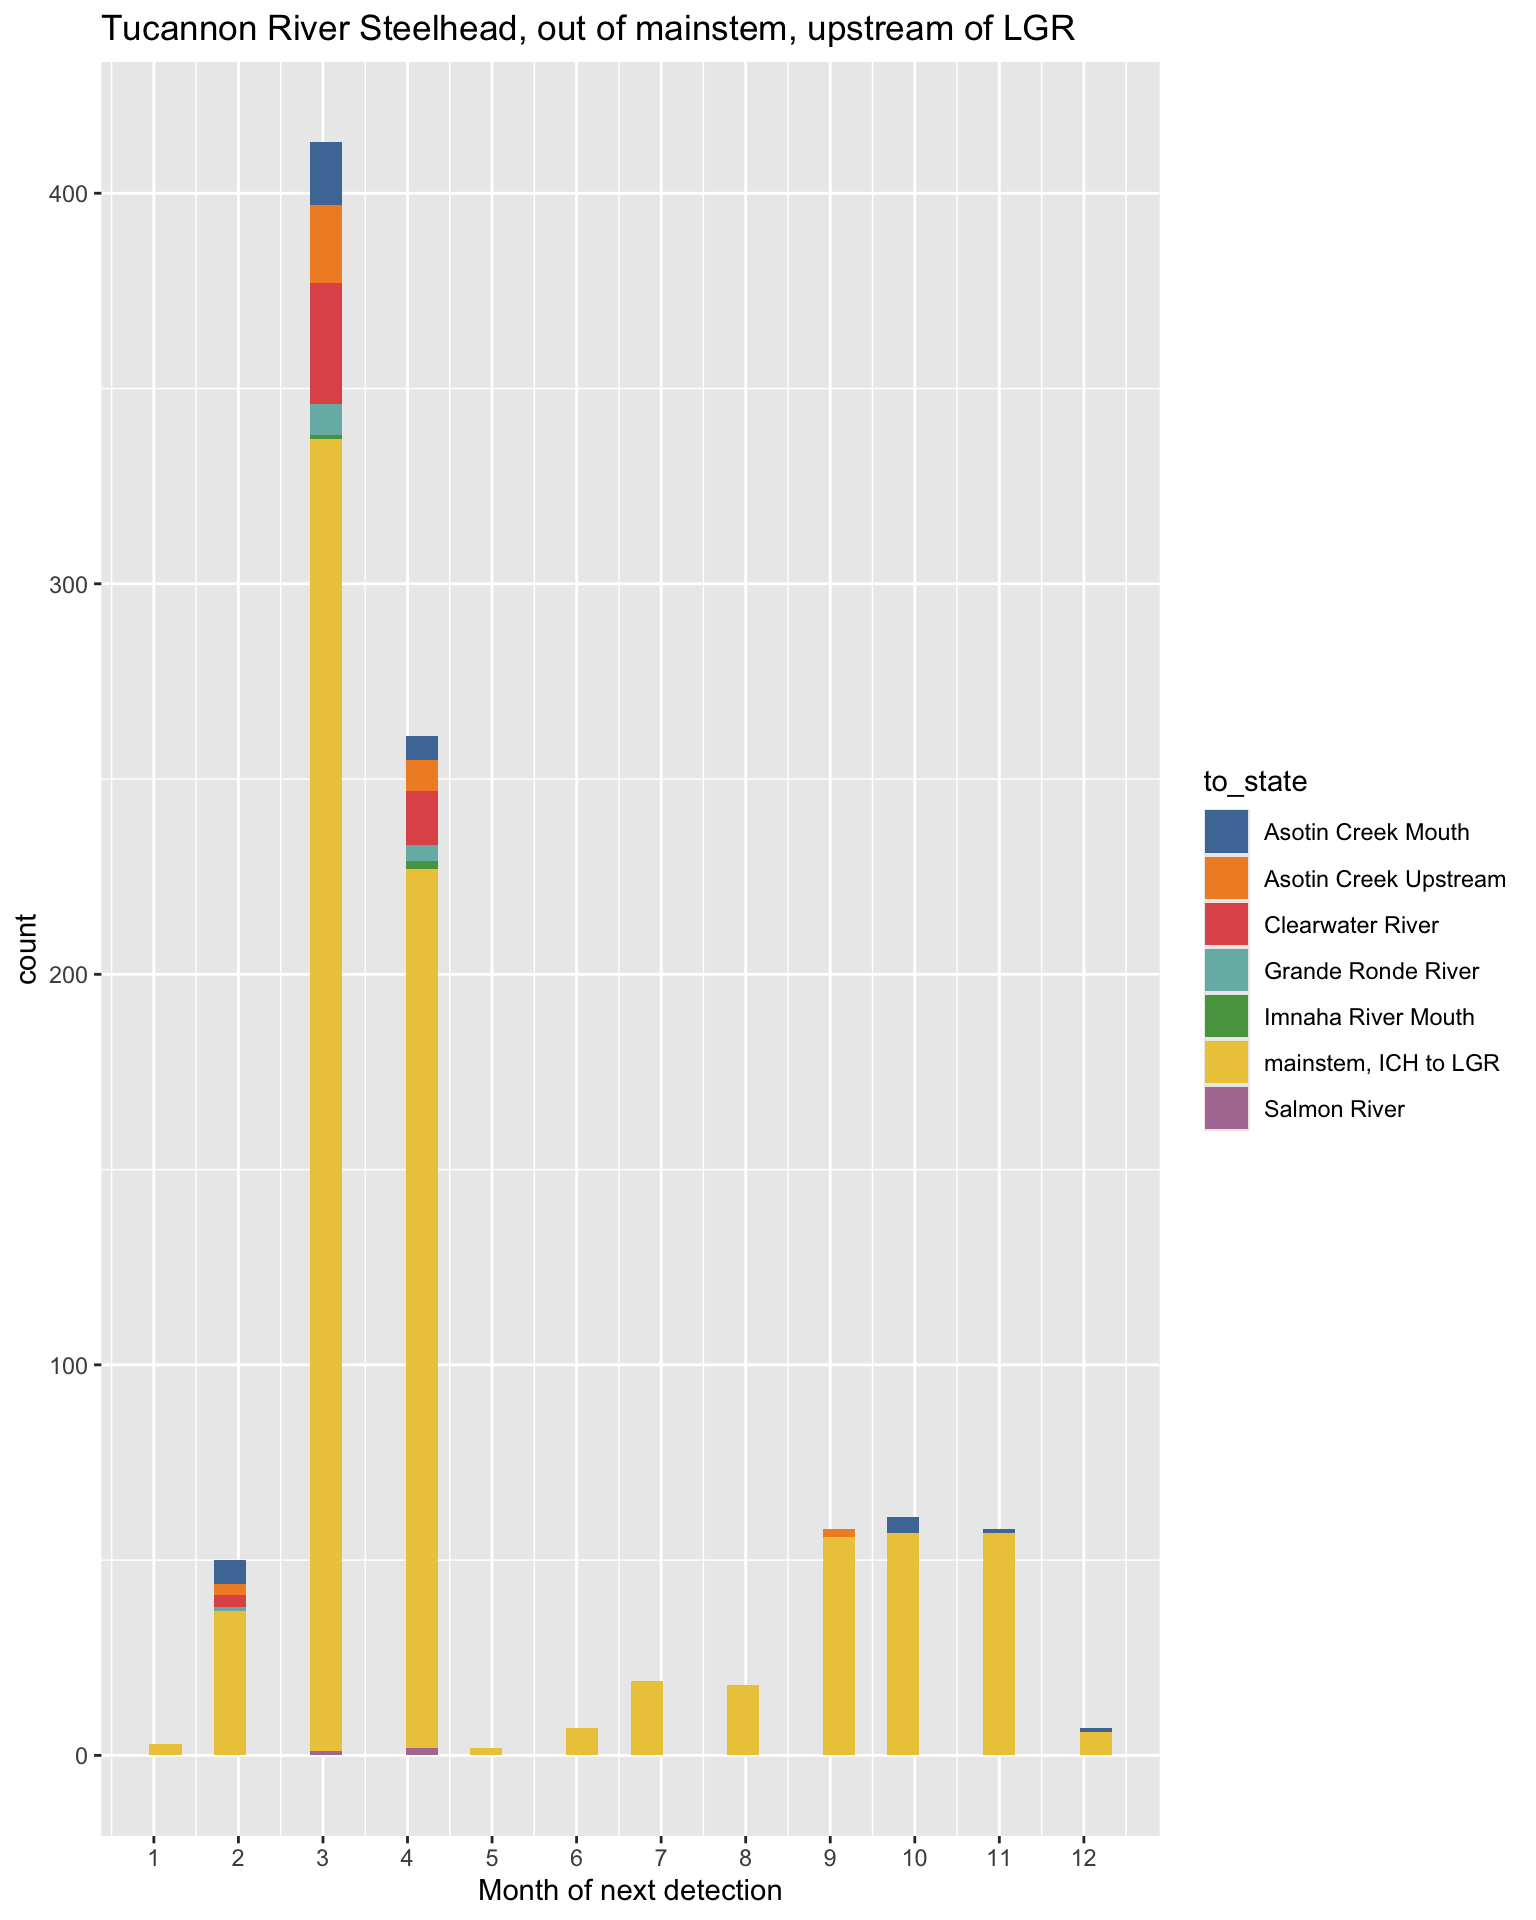 Tucannon River Steelhead, out of mainstem, upstream of LGR
400
300
200
100
0
count
1 2 3 4 5 6 7 8 9 10 11 12
Month of next detection
to_state
Asotin Creek Mouth
Asotin Creek Upstream
Clearwater River
Grande Ronde River
Imnaha River Mouth
mainstem, ICH to LGR
Salmon River